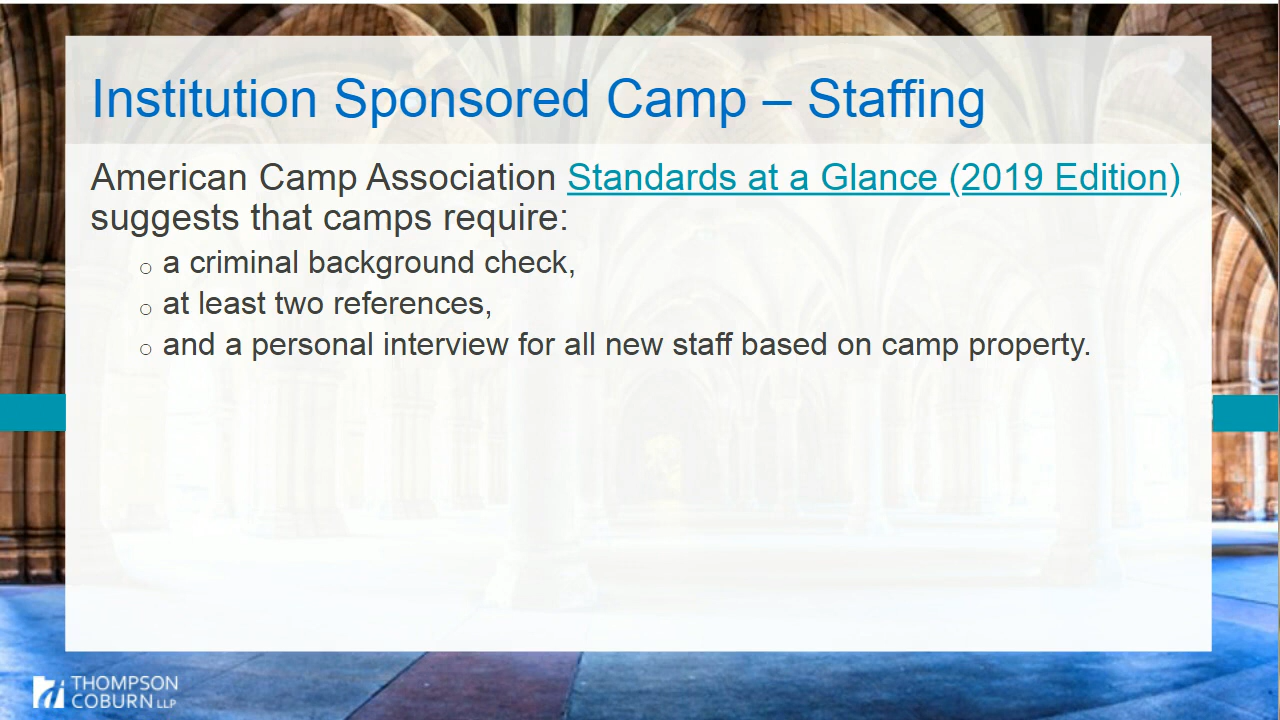 Institution Sponsored Camp – Staffing
American Camp Association Standards at a Glance (2019 Edition)
suggests that camps require:
○ a criminal background check,
○ at least two references,
○ and a personal interview for all new staff based on camp property.
THOMPSON
COBURN LLP